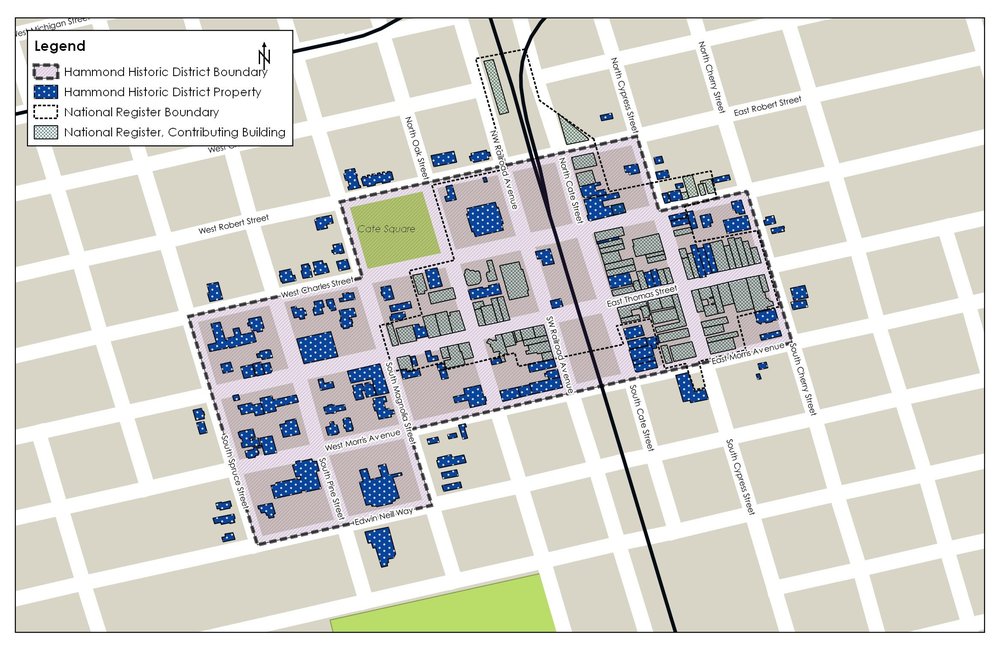 West Michigan Street
Legend
N
Hammond Historic District Boundary
Hammond Historic District Property
National Register Boundary
National Register, Contributing Building
North Cherry Street
North Cypress Street
East Robert Street
North Oak Street
NW Railroad Avenue
North Cate Street
West Robert Street
Cate Square
West Charles Street
East Thomas Street
SW Railroad Avenue
East Morris Avenue
South Cherry Street
South Magnolia Street
South Cate Street
West Morris Avenue
South Spruce Street
South Pine Street
South Cypress Street
Edwin Neill Way